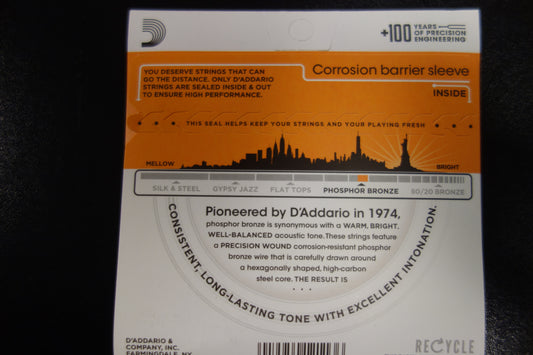 +100 YEARS OF PRECISION ENGINEERING
YOU DESERVE STRINGS THAT CAN
GO THE DISTANCE. ONLY D'ADDARIO
STRINGS ARE SEALED INSIDE & OUT
TO ENSURE HIGH PERFORMANCE.
Corrosion barrier sleeve
INSIDE
THIS SEAL HELPS KEEP YOUR STRINGS AND YOUR PLAYING FRESH
MELLOW
BRIGHT
SILK & STEEL
GYPSY JAZZ
FLAT TOPS
PHOSPHOR BRONZE
80/20 BRONZE
Pioneered by D'Addario in 1974,
phosphor bronze is synonymous with a WARM, BRIGHT,
WELL-BALANCED acoustic tone. These strings feature
a PRECISION WOUND corrosion-resistant phosphor
bronze wire that is carefully drawn around
a hexagonally shaped, high-carbon
steel core. THE RESULT IS
...
CONSISTENT, LONG-LASTING TONE WITH EXCELLENT INTONATION.
D'ADDARIO &
COMPANY, INC.
FARMINGDALE, NY
RECYCLE